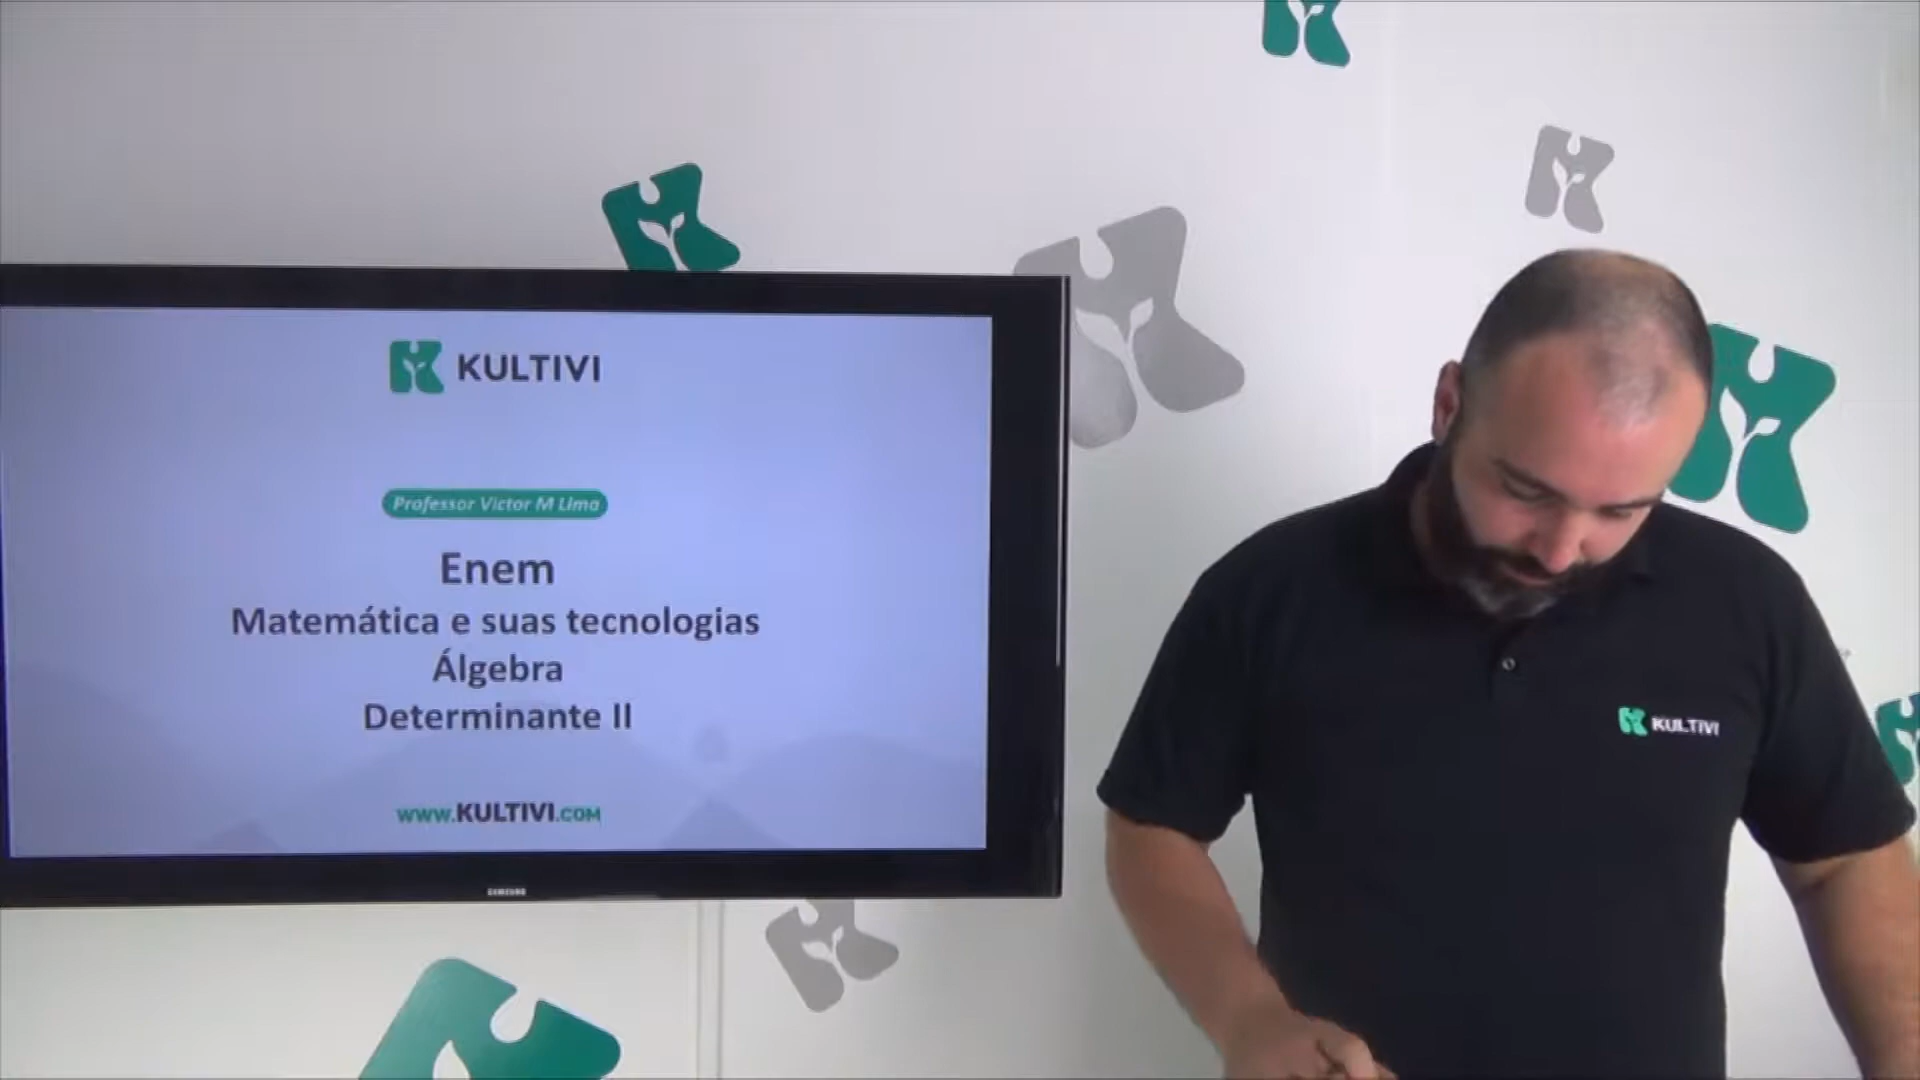 KULTIVI
Professor Victor M Lima
Enem
Matemática e suas tecnologias
Álgebra
Determinante II
www.KULTIVI.COM
SAMSUNG
KULTIVI